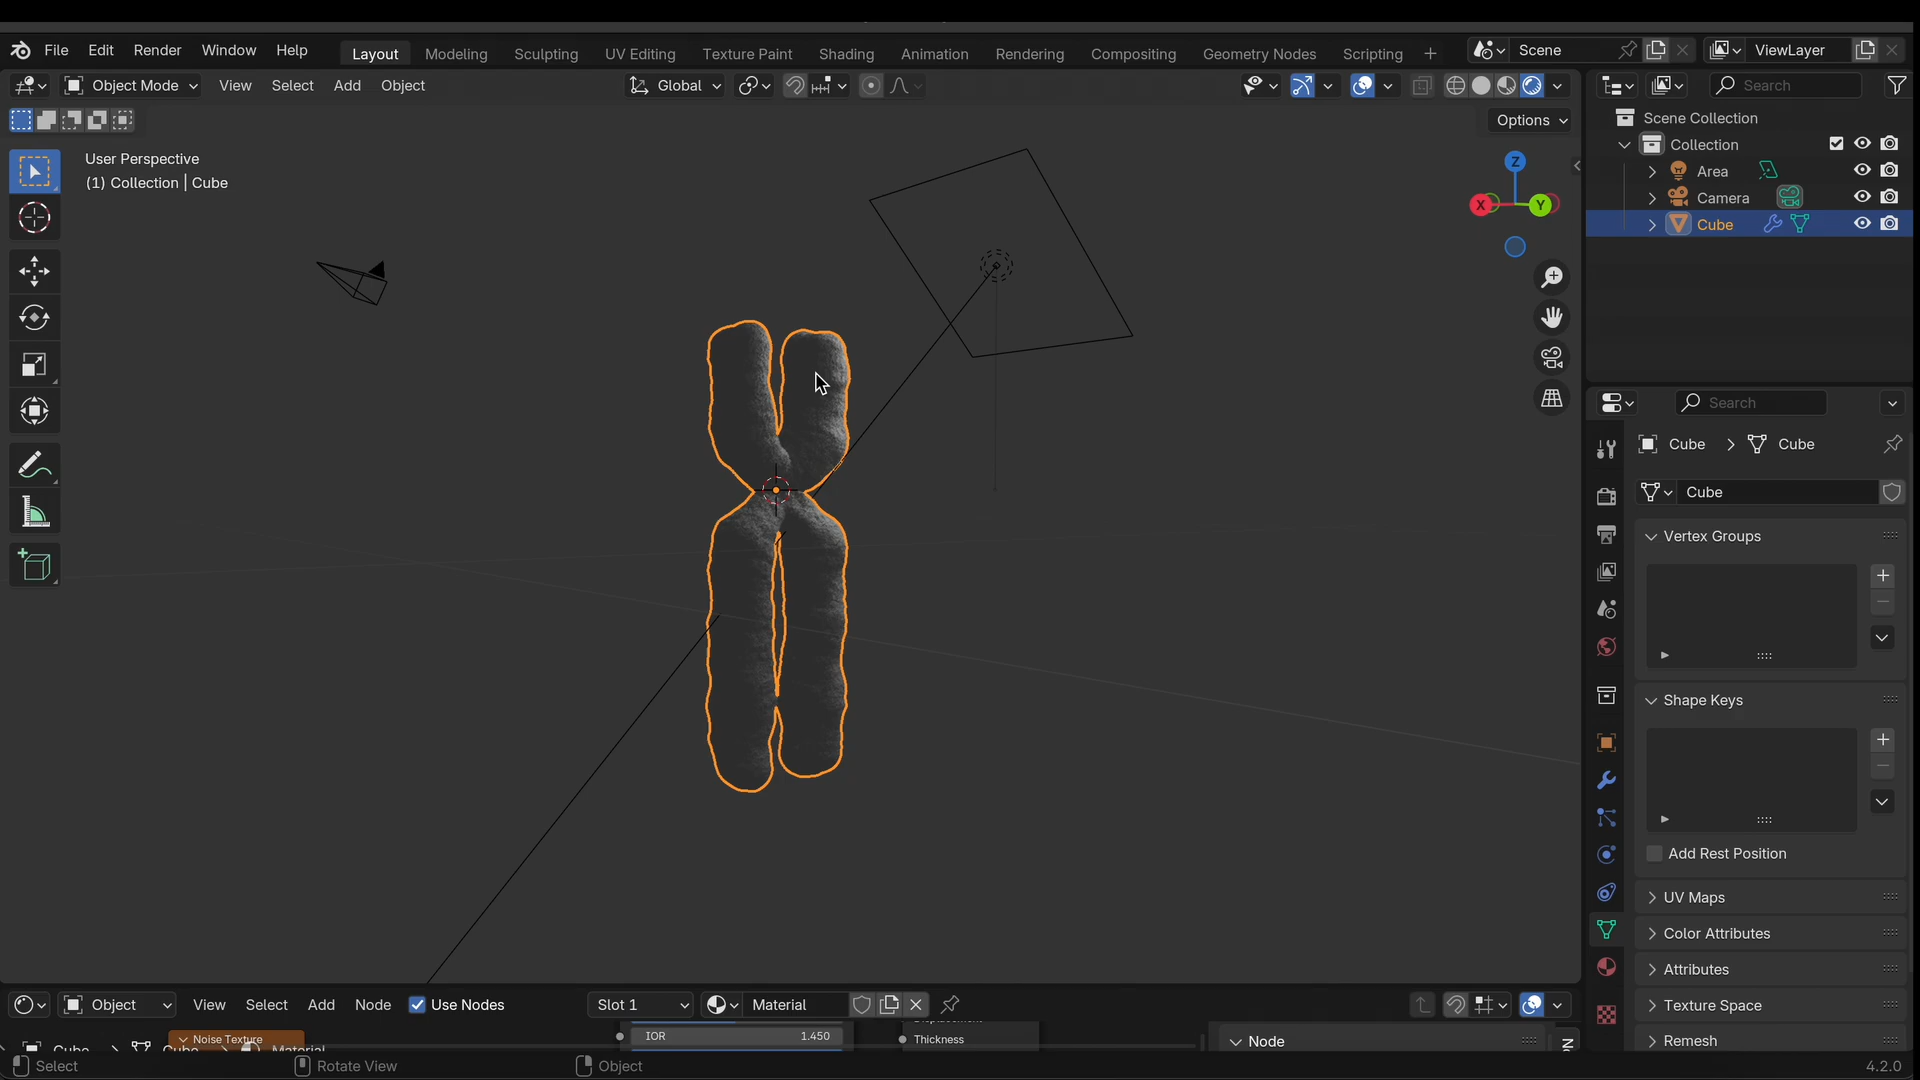 File Edit Render Window Help Layout Modeling Sculpting UV Editing Texture Paint Shading Animation Rendering Compositing Geometry Nodes Scripting + Scene ViewLayer
Object Mode View Select Add Object Global Search
Options
User Perspective
(1) Collection | Cube
Z
X
Y
Scene Collection
Collection
Area
Camera
Cube
Search
Cube > Cube
Cube
Vertex Groups
Shape Keys
Add Rest Position
UV Maps
Color Attributes
Attributes
Texture Space
Remesh
Object View Select Add Node Use Nodes Slot 1 Material
Noise Texture
IOR 1.450
Thickness
Node
Select Rotate View Object 4.2.0